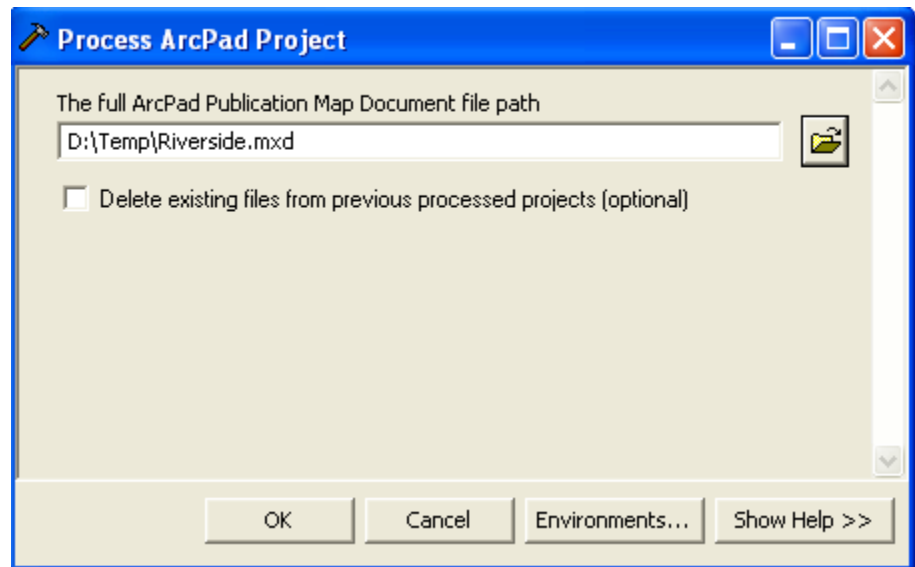 Process ArcPad Project
The full ArcPad Publication Map Document file path
D:\Temp\Riverside.mxd
Delete existing files from previous processed projects (optional)
OK Cancel Environments... Show Help >>